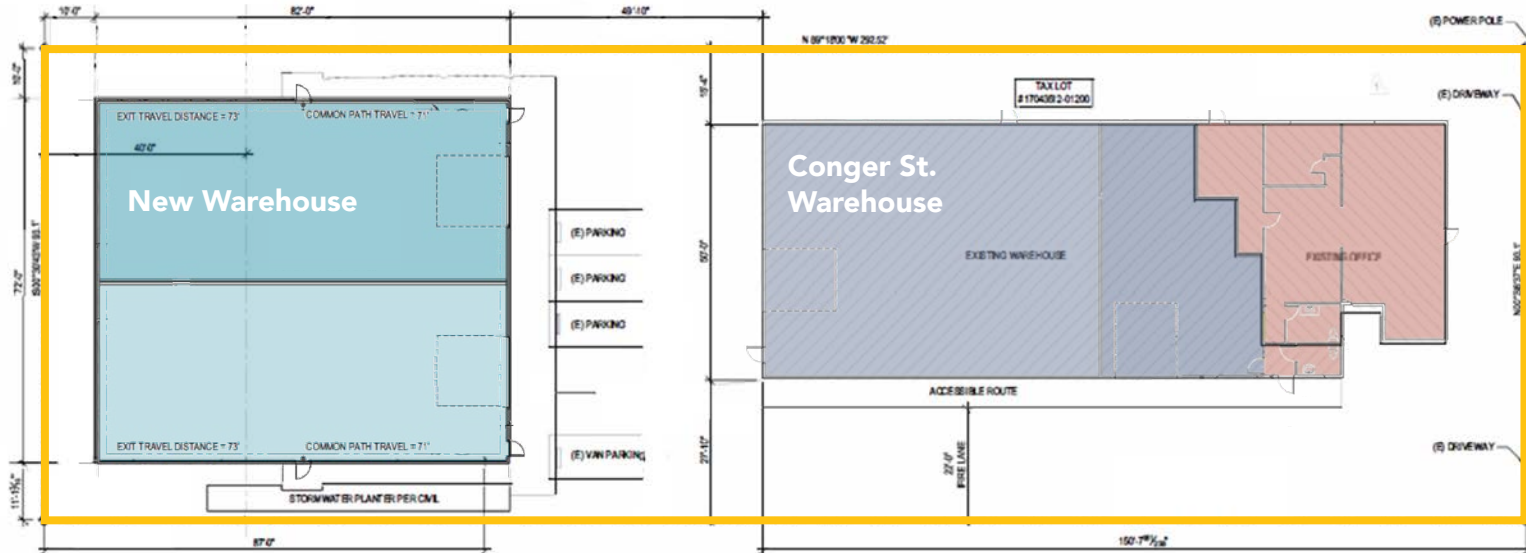 10'-0"
82'-0"
49'-10"
(E) POWER POLE
N 89°18'00 "W 292.52'
10'-0"
15'-4"
TAX LOT
(E) DRIVEWAY
EXIT TRAVEL DISTANCE = 73'
COMMON PATH TRAVEL = 71'
40'-0"
New Warehouse
Conger St.
Warehouse
72'-0"
(E) PARKING
50'-0"
EXISTING WAREHOUSE
EXISTING OFFICE
(E) PARKING
(E) PARKING
ACCESSIBLE ROUTE
EXIT TRAVEL DISTANCE = 73'
COMMON PATH TRAVEL = 71'
(E) VAN PARKING
27'-10"
22'-0"
FIRE LANE
(E) DRIVEWAY
STORMWATER PLANTER PER CIVIL
87'-0"